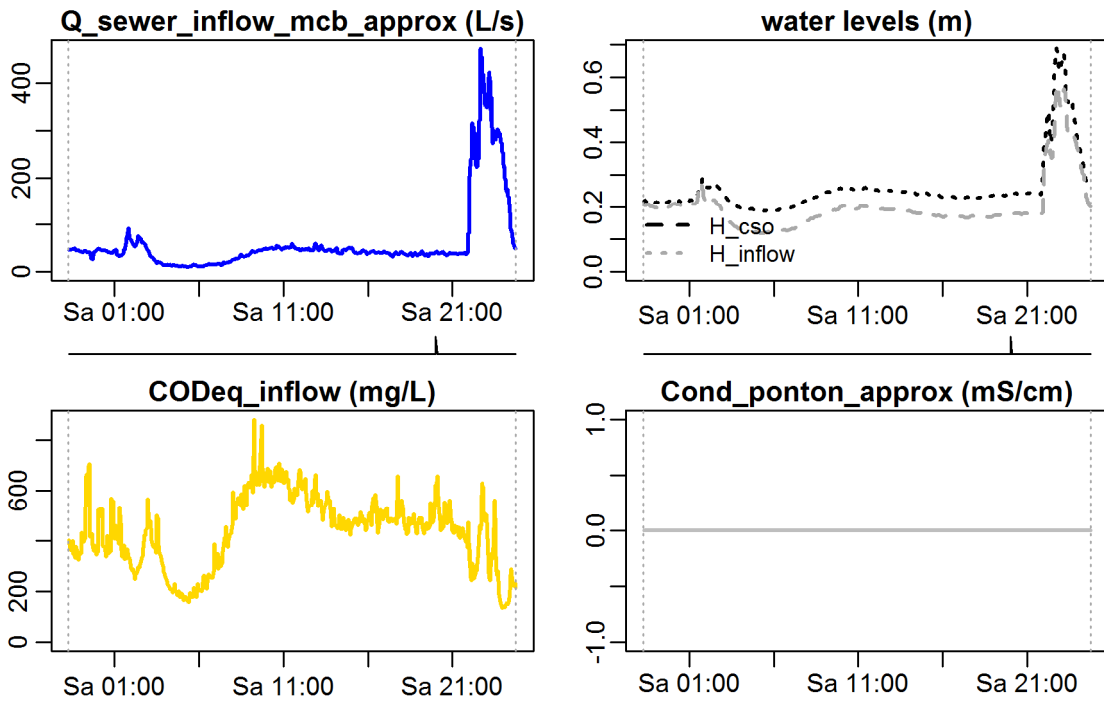 Q_sewer_inflow_mcb_approx (L/s)
400
200
0
Sa 01:00 Sa 11:00 Sa 21:00
water levels (m)
0.6
0.4
0.2
0.0
H_cso
H_inflow
Sa 01:00 Sa 11:00 Sa 21:00
CODeq_inflow (mg/L)
600
400
200
0
Sa 01:00 Sa 11:00 Sa 21:00
Cond_ponton_approx (mS/cm)
1.0
0.0
-1.0
Sa 01:00 Sa 11:00 Sa 21:00